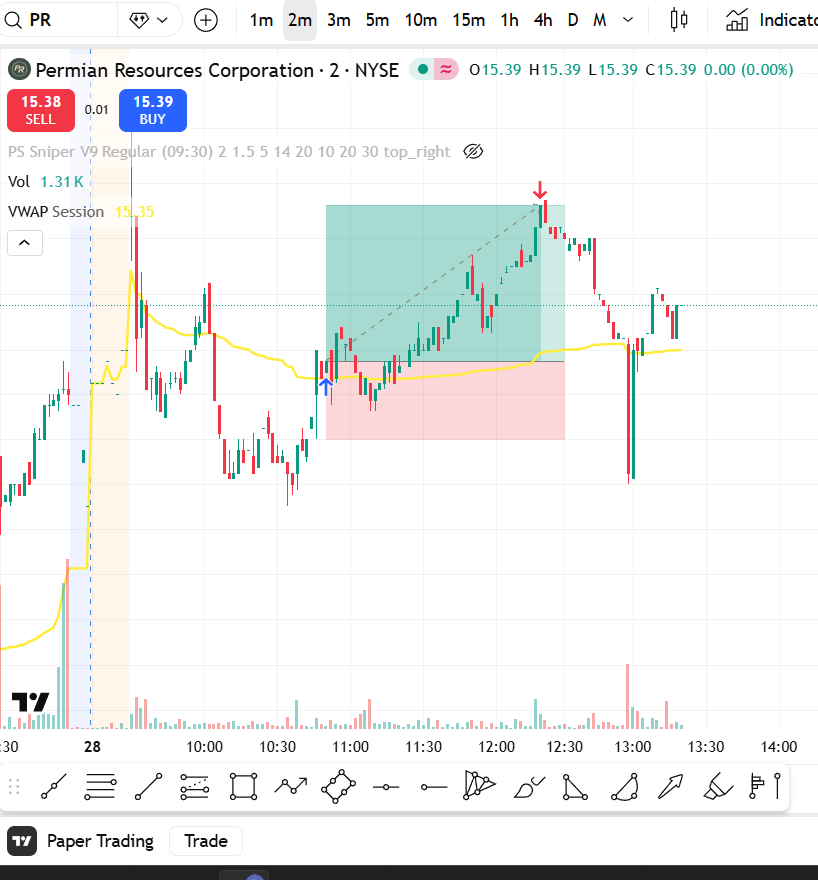 PR 1m 2m 3m 5m 10m 15m 1h 4h D M Indicato
PR Permian Resources Corporation · 2 · NYSE ≈ O15.39 H15.39 L15.39 C15.39 0.00 (0.00%)
15.38 SELL 0.01 15.39 BUY
PS Sniper V9 Regular (09:30) 2 1.5 5 14 20 10 20 30 top_right
Vol 1.31 K
VWAP Session 15.35
:30 28 10:00 10:30 11:00 11:30 12:00 12:30 13:00 13:30 14:00
Paper Trading Trade